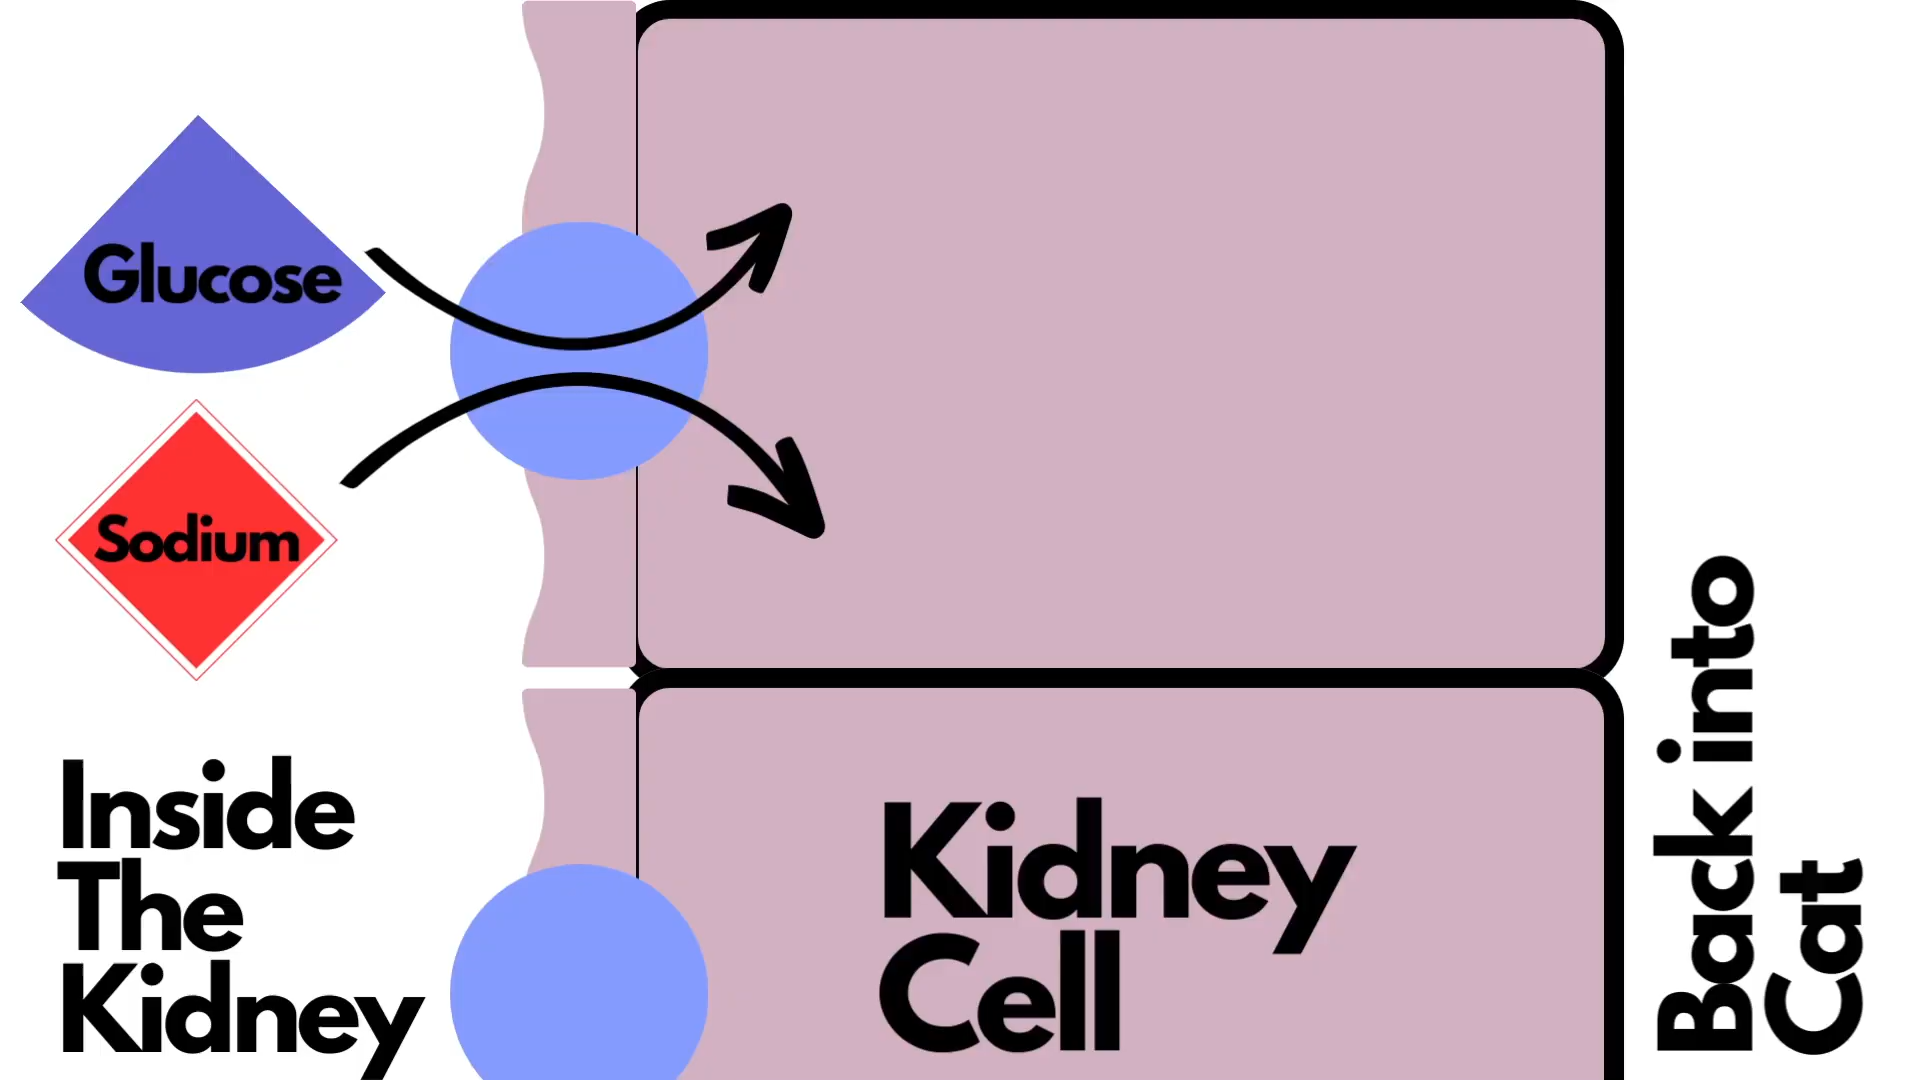 Glucose
Sodium
Inside
The
Kidney
Kidney
Cell
Back into
Cat